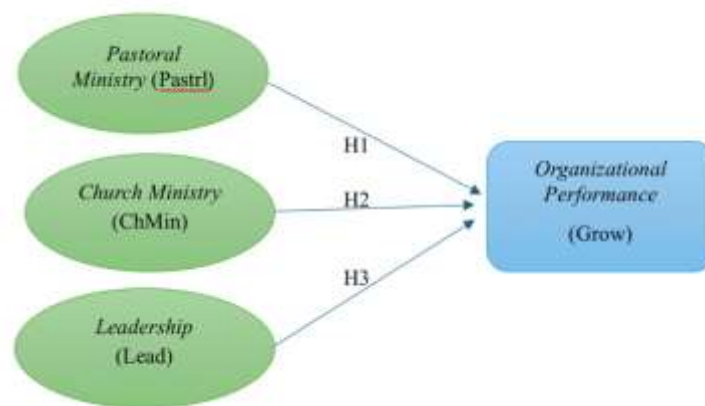 Pastoral
Ministry (Pastrl)
H1
Church Ministry
(ChMin)
H2
Organizational
Performance
(Grow)
H3
Leadership
(Lead)